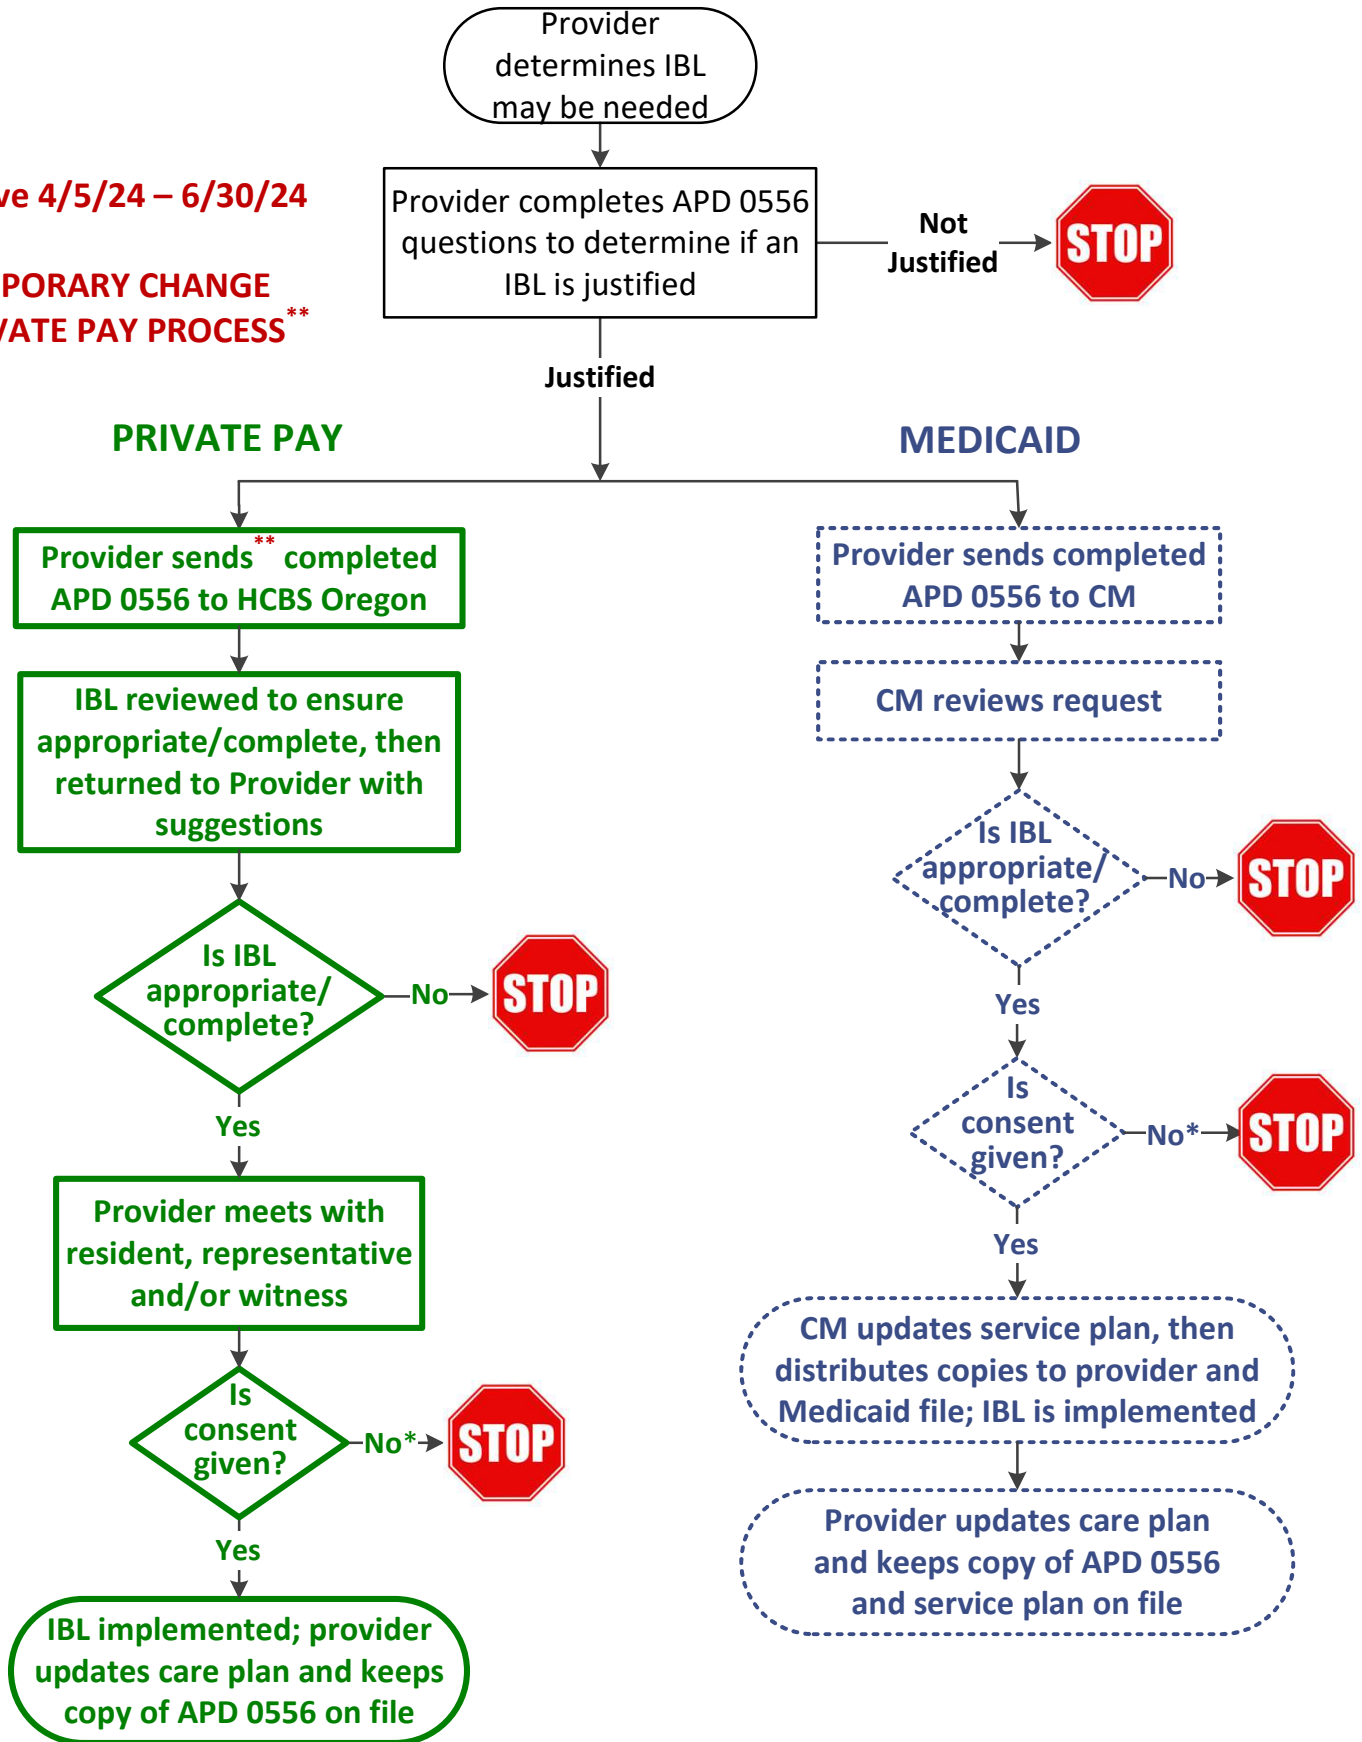 Provider
determines IBL
may be needed
ve 4/5/24 – 6/30/24
PORARY CHANGE
VATE PAY PROCESS**
Provider completes APD 0556
questions to determine if an
IBL is justified
Not
Justified
STOP
Justified
PRIVATE PAY
Provider sends** completed
APD 0556 to HCBS Oregon
IBL reviewed to ensure
appropriate/complete, then
returned to Provider with
suggestions
Is IBL
appropriate/
complete?
No
STOP
Yes
Provider meets with
resident, representative
and/or witness
Is
consent
given?
No*
STOP
Yes
IBL implemented; provider
updates care plan and keeps
copy of APD 0556 on file
MEDICAID
Provider sends completed
APD 0556 to CM
CM reviews request
Is IBL
appropriate/
complete?
No
STOP
Yes
Is
consent
given?
No*
STOP
Yes
CM updates service plan, then
distributes copies to provider and
Medicaid file; IBL is implemented
Provider updates care plan
and keeps copy of APD 0556
and service plan on file